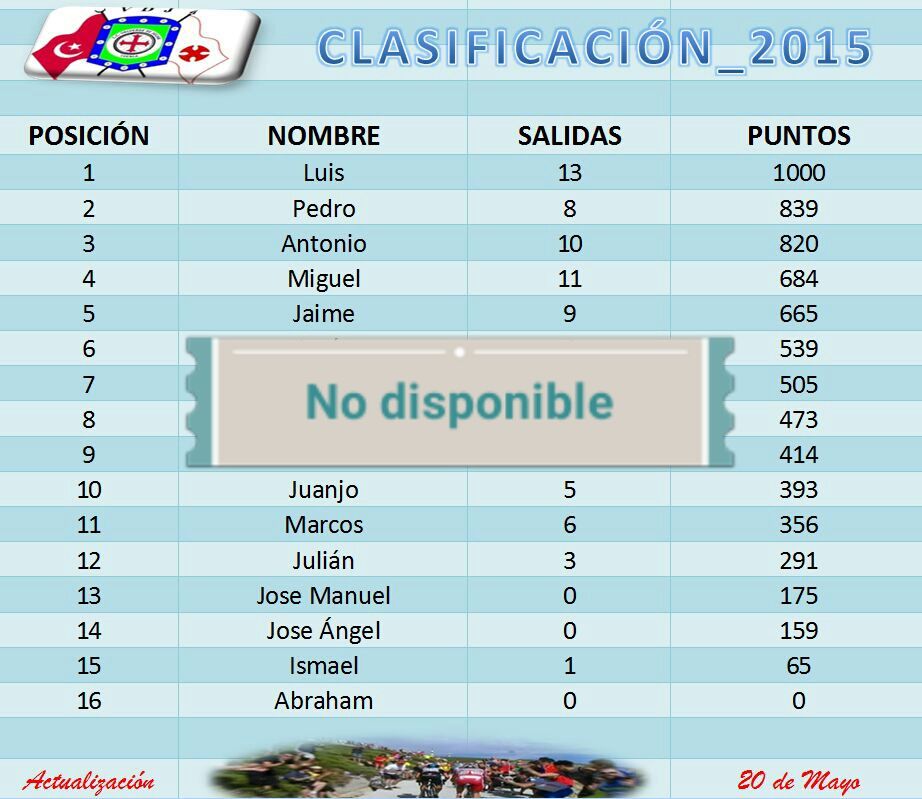 CLASIFICACIÓN_2015
POSICIÓN NOMBRE SALIDAS PUNTOS
1 Luis 13 1000
2 Pedro 8 839
3 Antonio 10 820
4 Miguel 11 684
5 Jaime 9 665
6 539
7 505
8 473
9 414
No disponible
10 Juanjo 5 393
11 Marcos 6 356
12 Julián 3 291
13 Jose Manuel 0 175
14 Jose Ángel 0 159
15 Ismael 1 65
16 Abraham 0 0
Actualización 20 de Mayo